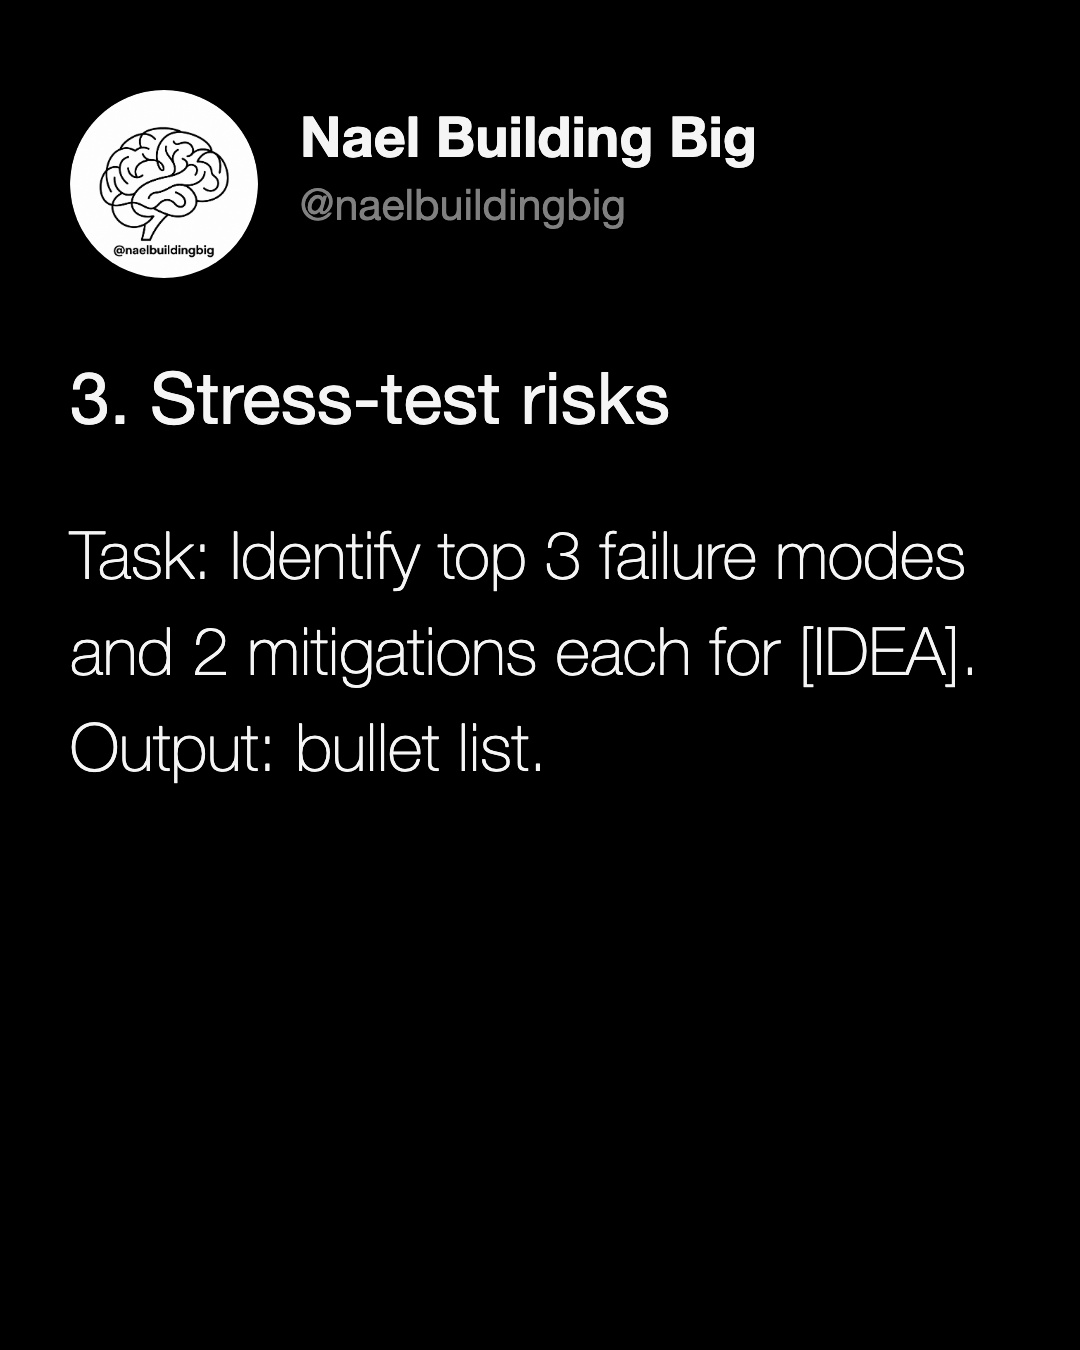 Nael Building Big
@naelbuildingbig
@naelbuildingbig
3. Stress-test risks
Task: Identify top 3 failure modes
and 2 mitigations each for [IDEA].
Output: bullet list.